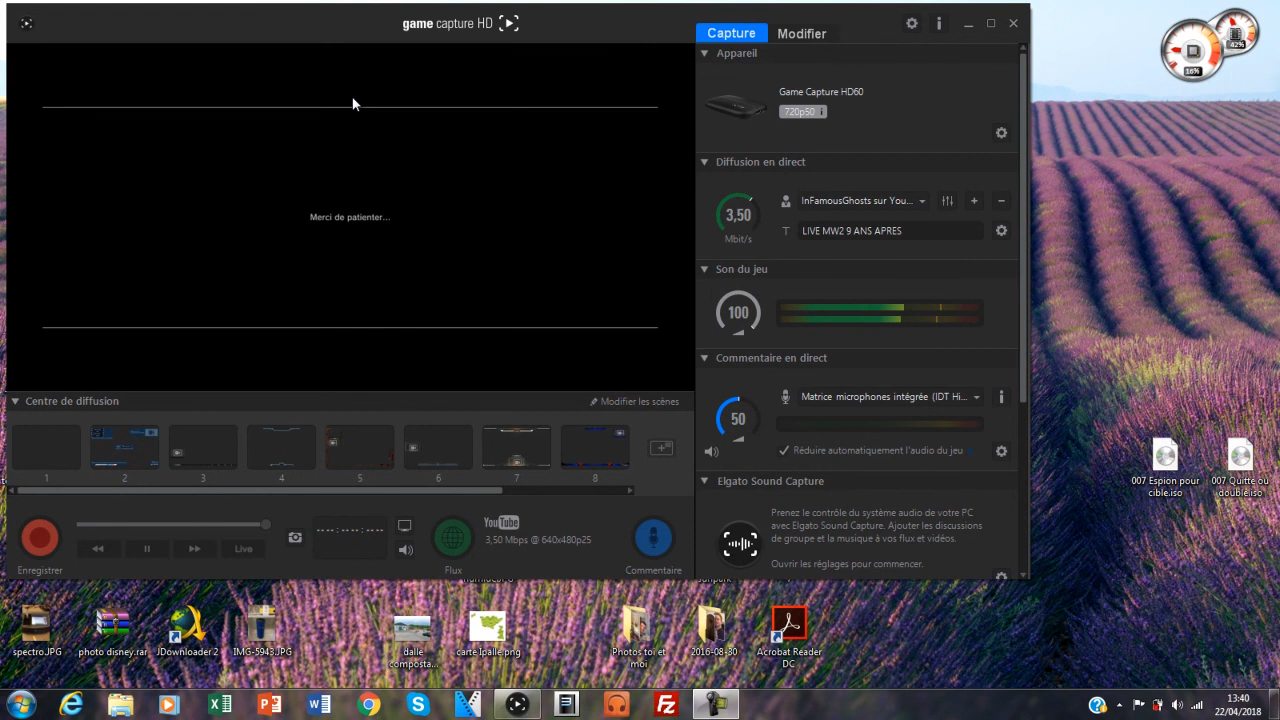 game capture HD
Capture
Modifier
Appareil
Game Capture HD60
720p50 i
Diffusion en direct
3,50
Mbit/s
InFamousGhosts sur You...
T
LIVE MW2 9 ANS APRES
Son du jeu
100
Commentaire en direct
50
Matrice microphones intégrée (IDT Hi...
Réduire automatiquement l'audio du jeu
Elgato Sound Capture
Prenez le contrôle du système audio de votre PC
avec Elgato Sound Capture. Ajouter les discussions
de groupe et la musique à vos flux et vidéos.
Ouvrir les réglages pour commencer.
Merci de patienter...
Centre de diffusion
Modifier les scènes
1 2 3 4 5 6 7 8
Enregistrer
Live
--:--:--
Flux
YouTube
3,50 Mbps @ 640x480p25
Commentaire
16%
42%
007 Espion pour
cible.iso
007 Quitte ou
double.iso
spectro.JPG
photo disney.rar
JDownloader 2
IMG-5943.JPG
dalle
composta...
carte Ipalle.png
Photos toi et
moi
2016-08-30
Acrobat Reader
DC
13:40
22/04/2018